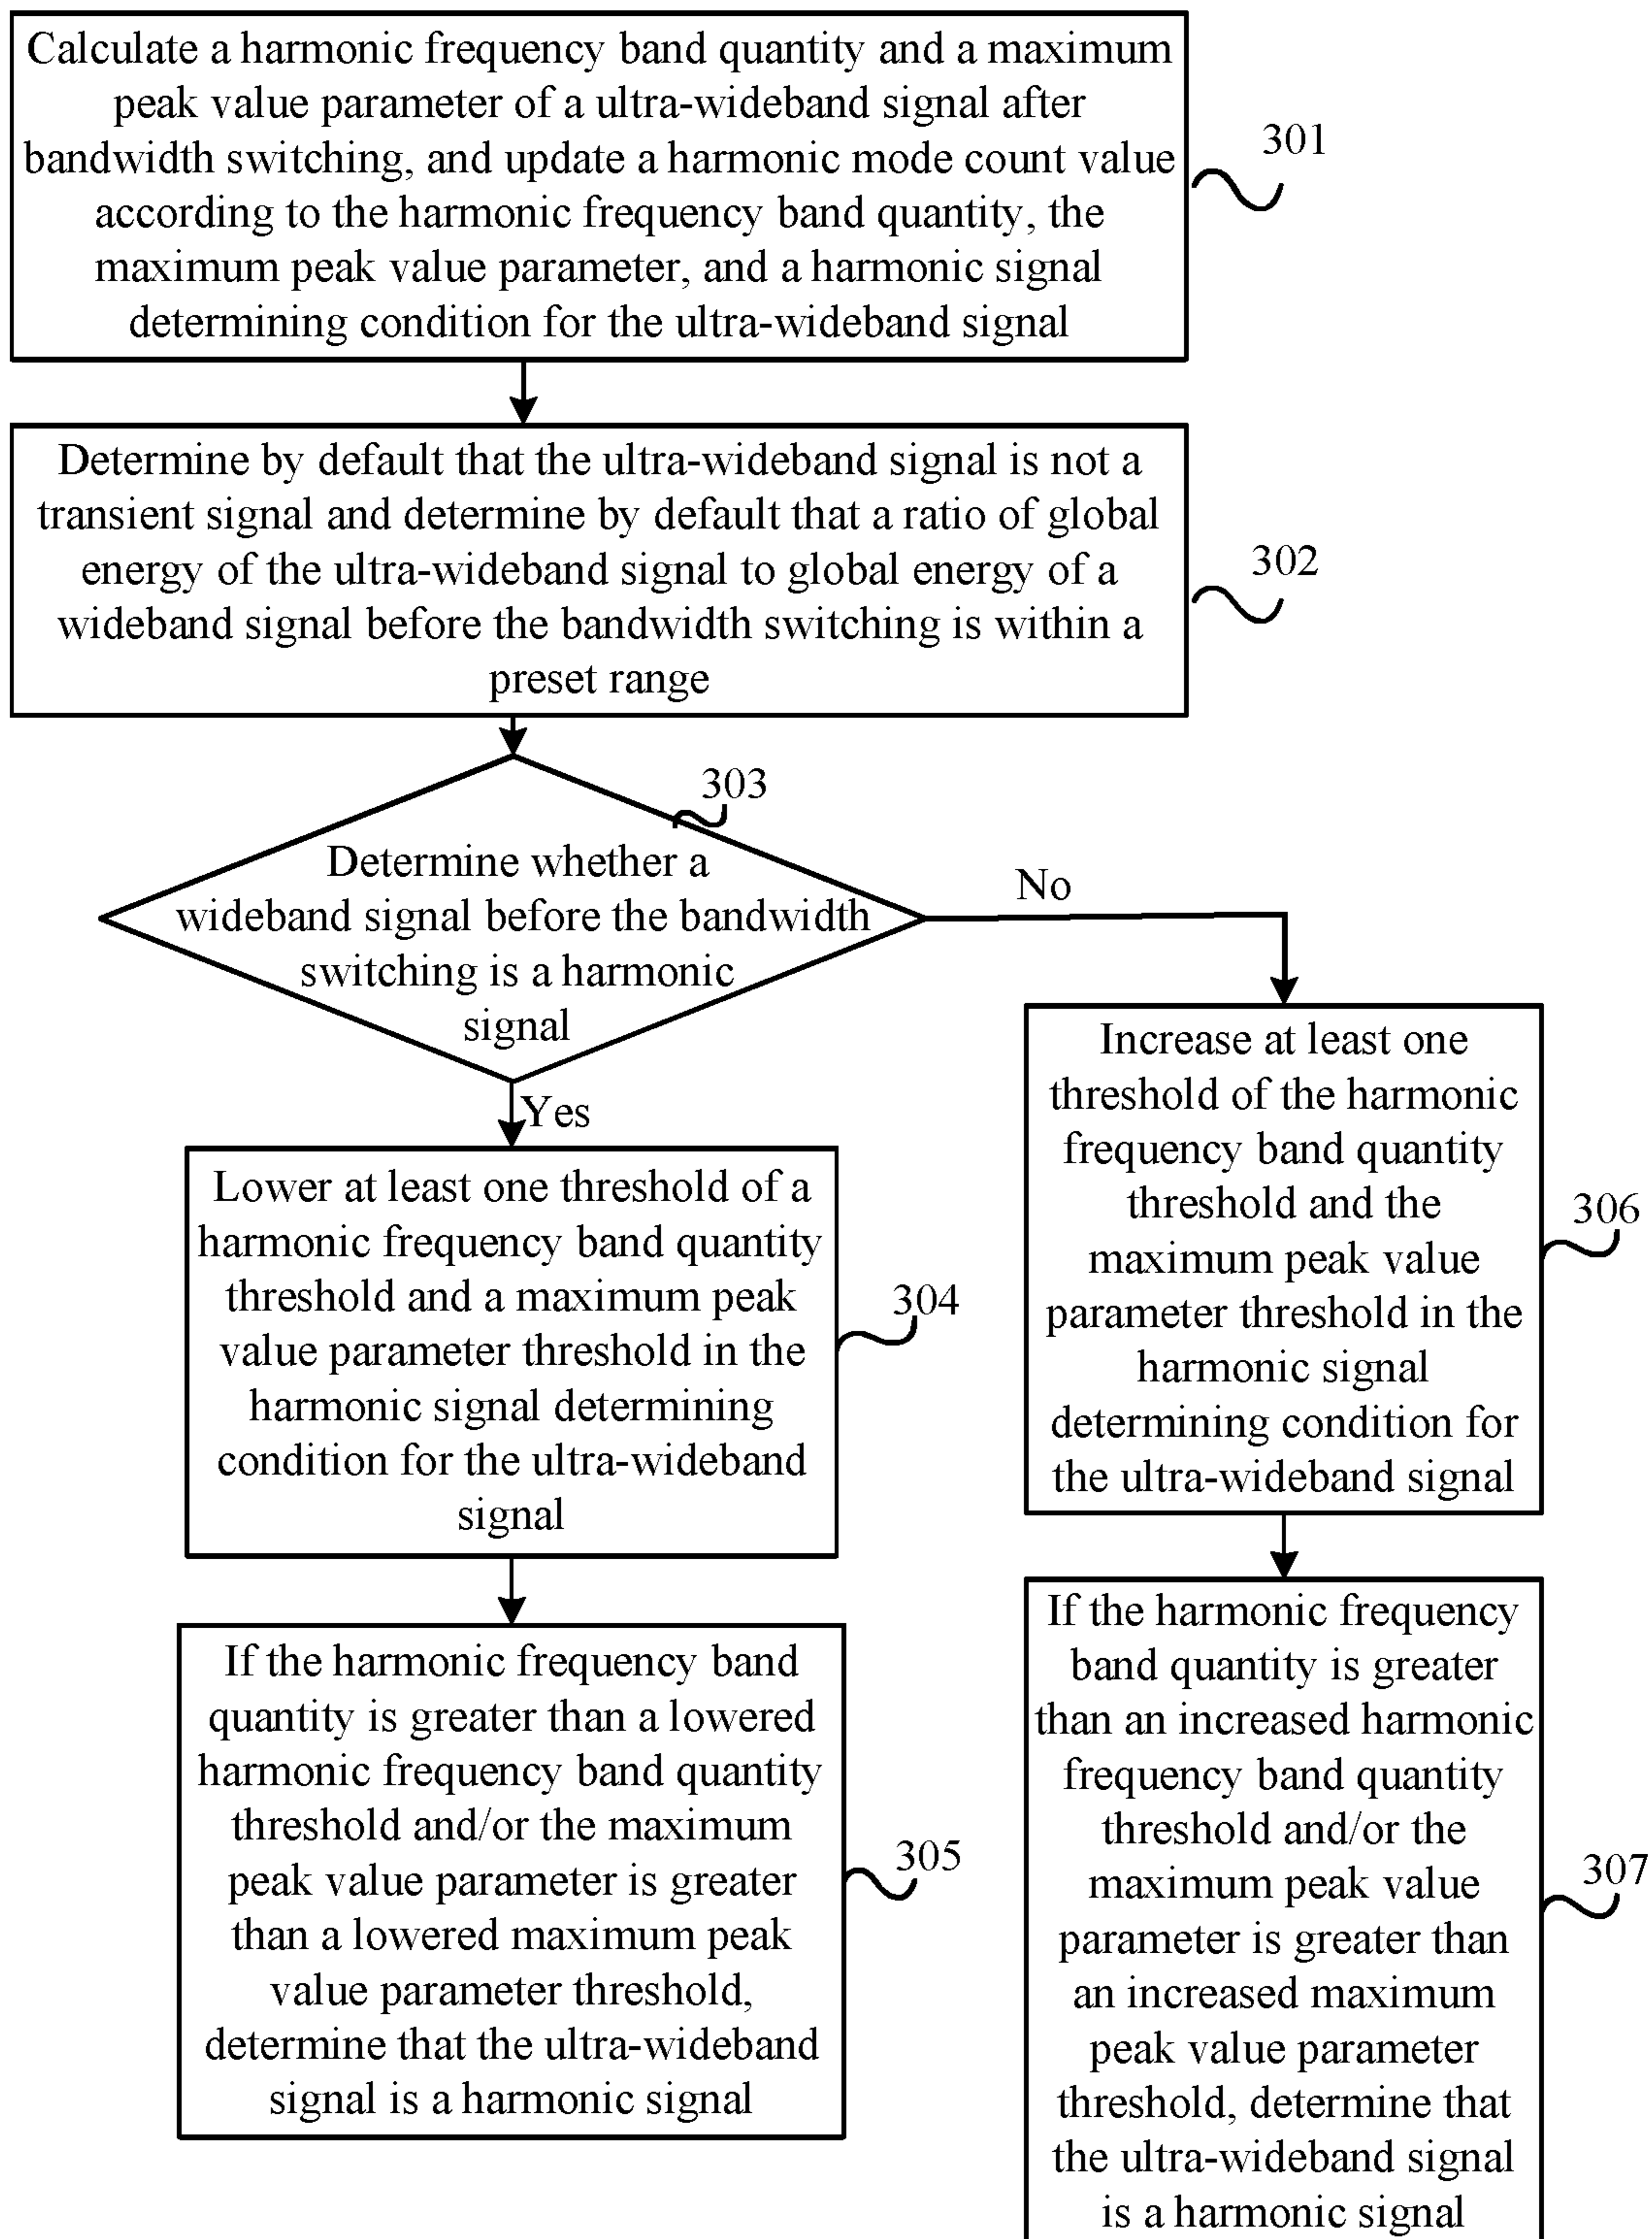 Calculate a harmonic frequency band quantity and a maximum
peak value parameter of a ultra-wideband signal after
bandwidth switching, and update a harmonic mode count value
according to the harmonic frequency band quantity, the
maximum peak value parameter, and a harmonic signal
determining condition for the ultra-wideband signal
301
Determine by default that the ultra-wideband signal is not a
transient signal and determine by default that a ratio of global
energy of the ultra-wideband signal to global energy of a
wideband signal before the bandwidth switching is within a
preset range
302
303
Determine whether a
wideband signal before the bandwidth
switching is a harmonic
signal
No
Yes
Lower at least one threshold of a
harmonic frequency band quantity
threshold and a maximum peak
value parameter threshold in the
harmonic signal determining
condition for the ultra-wideband
signal
304
If the harmonic frequency band
quantity is greater than a lowered
harmonic frequency band quantity
threshold and/or the maximum
peak value parameter is greater
than a lowered maximum peak
value parameter threshold,
determine that the ultra-wideband
signal is a harmonic signal
305
Increase at least one
threshold of the harmonic
frequency band quantity
threshold and the
maximum peak value
parameter threshold in the
harmonic signal
determining condition for
the ultra-wideband signal
306
If the harmonic frequency
band quantity is greater
than an increased harmonic
frequency band quantity
threshold and/or the
maximum peak value
parameter is greater than
an increased maximum
peak value parameter
threshold, determine that
the ultra-wideband signal
is a harmonic signal
307